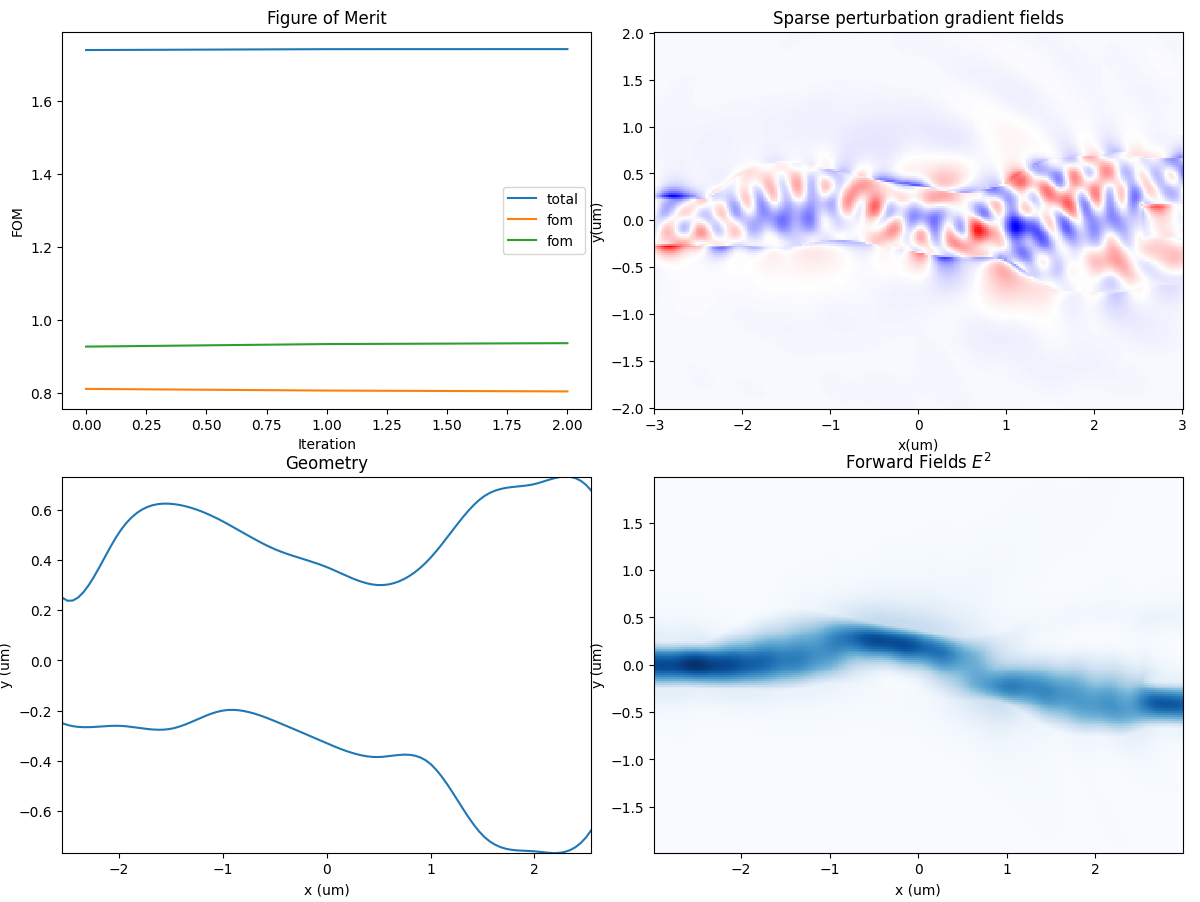 Figure of Merit
FOM
1.6
1.4
1.2
1.0
0.8
total
fom
fom
0.00 0.25 0.50 0.75 1.00 1.25 1.50 1.75 2.00
Iteration
Sparse perturbation gradient fields
y(um)
2.0
1.5
1.0
0.5
0.0
−0.5
−1.0
−1.5
−2.0
−3 −2 −1 0 1 2 3
x(um)
Geometry
y (um)
0.6
0.4
0.2
0.0
−0.2
−0.4
−0.6
−2 −1 0 1 2
x (um)
Forward Fields E²
y (um)
1.5
1.0
0.5
0.0
−0.5
−1.0
−1.5
−2 −1 0 1 2
x (um)